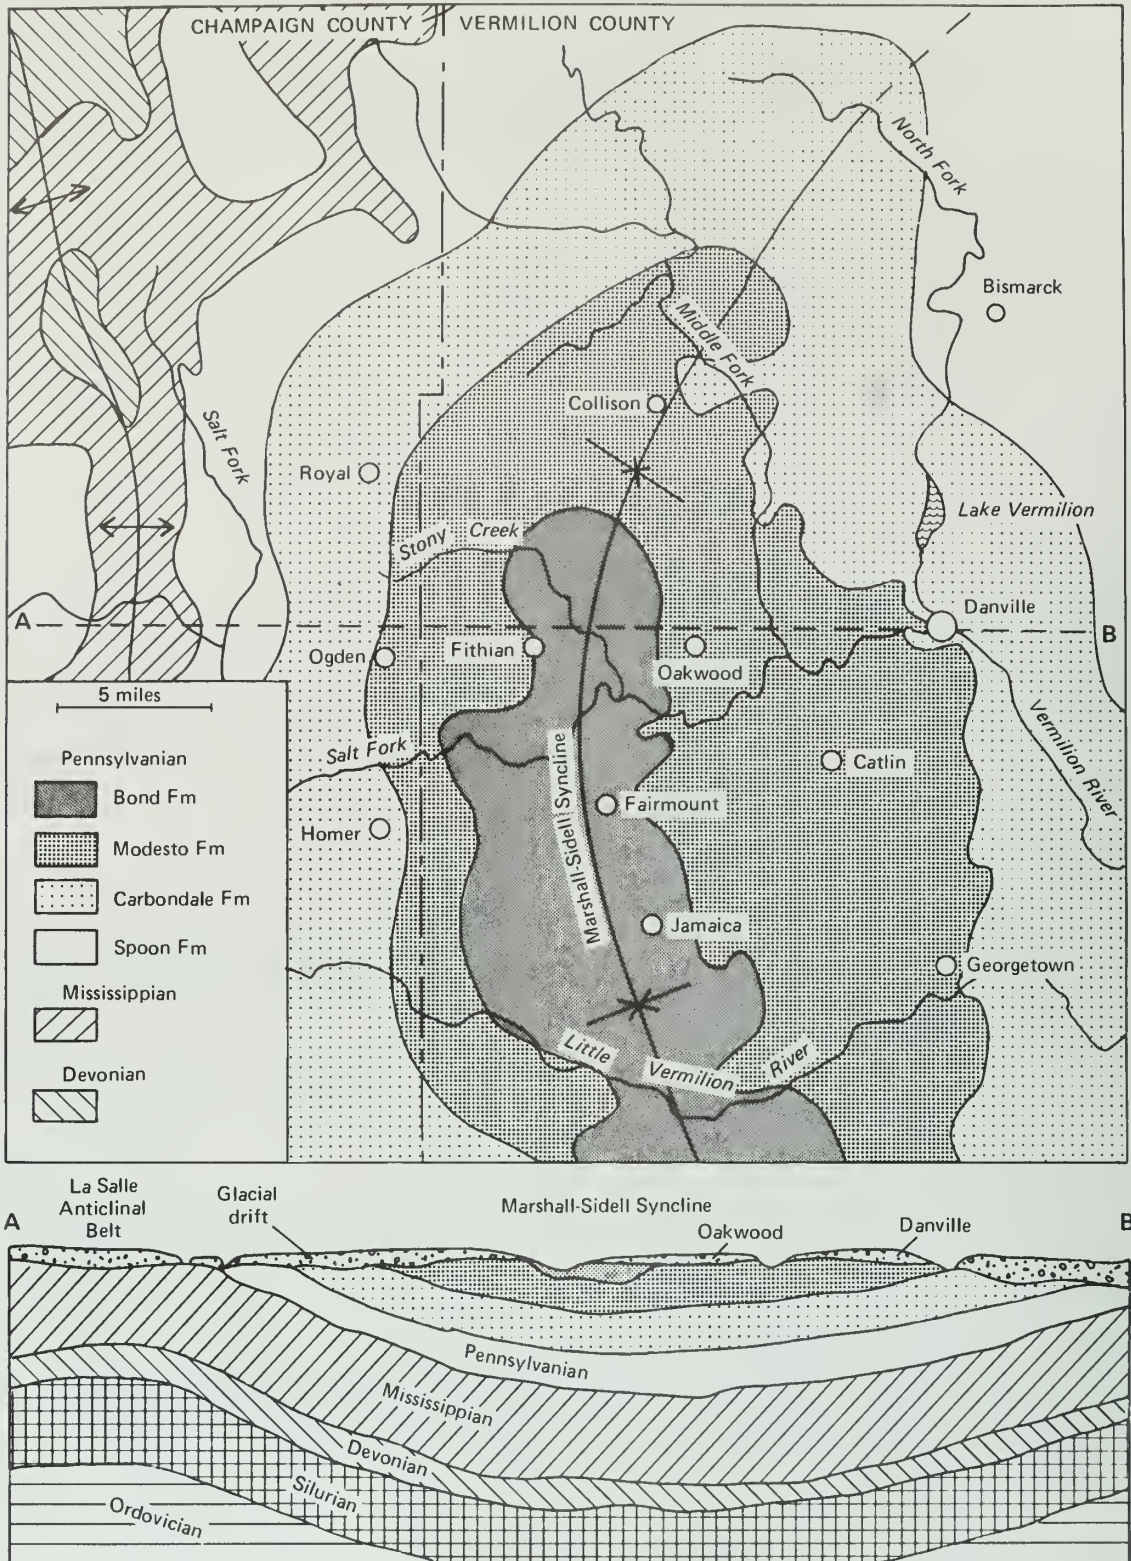 CHAMPAIGN COUNTY
VERMILION COUNTY
North Fork
Bismarck
Middle Fork
Collison
Salt Fork
Royal
Stony Creek
Lake Vermilion
Danville
A
B
Ogden
Fithian
Oakwood
5 miles
Pennsylvanian
Bond Fm
Modesto Fm
Carbondale Fm
Spoon Fm
Mississippian
Devonian
Salt Fork
Marshall-Sidell Syncline
Catlin
Vermilion River
Fairmount
Homer
Jamaica
Georgetown
Little Vermilion River
A
La Salle
Anticlinal
Belt
Glacial
drift
Marshall-Sidell Syncline
Oakwood
Danville
B
Pennsylvanian
Mississippian
Devonian
Silurian
Ordovician